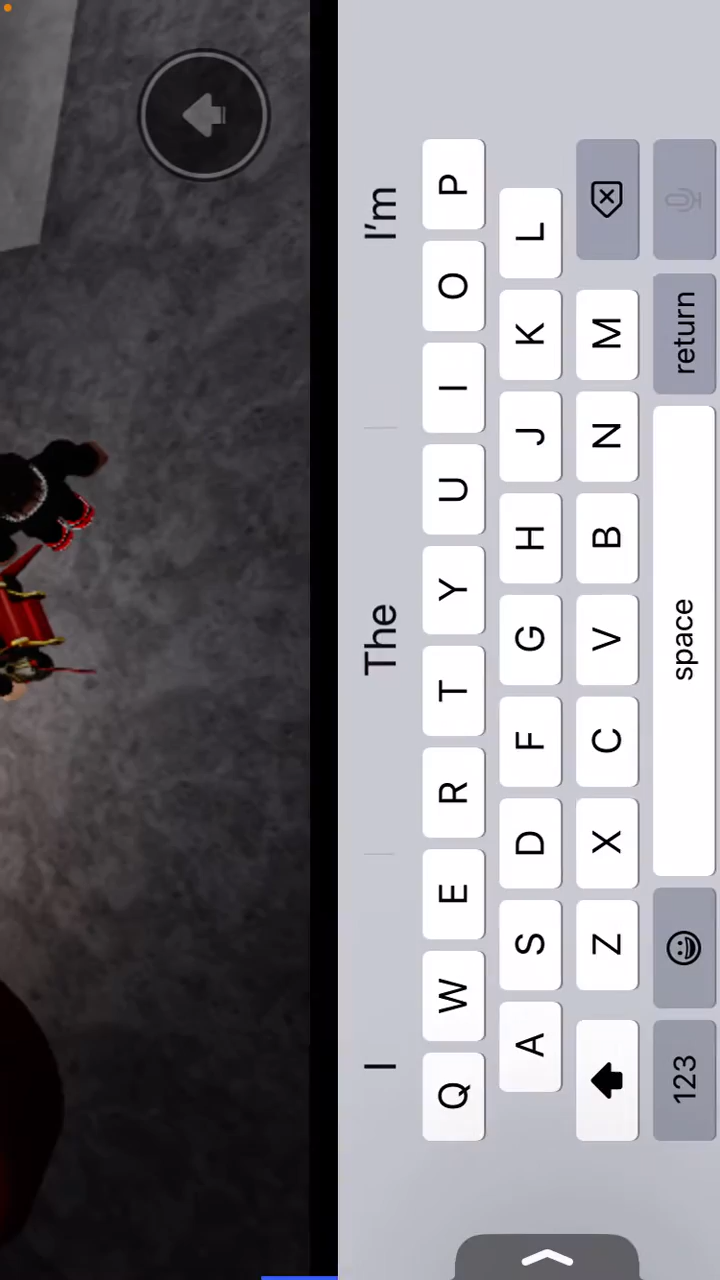 I The I'm
Q W E R T Y U I O P
A S D F G H J K L
Z X C V B N M
123 space return